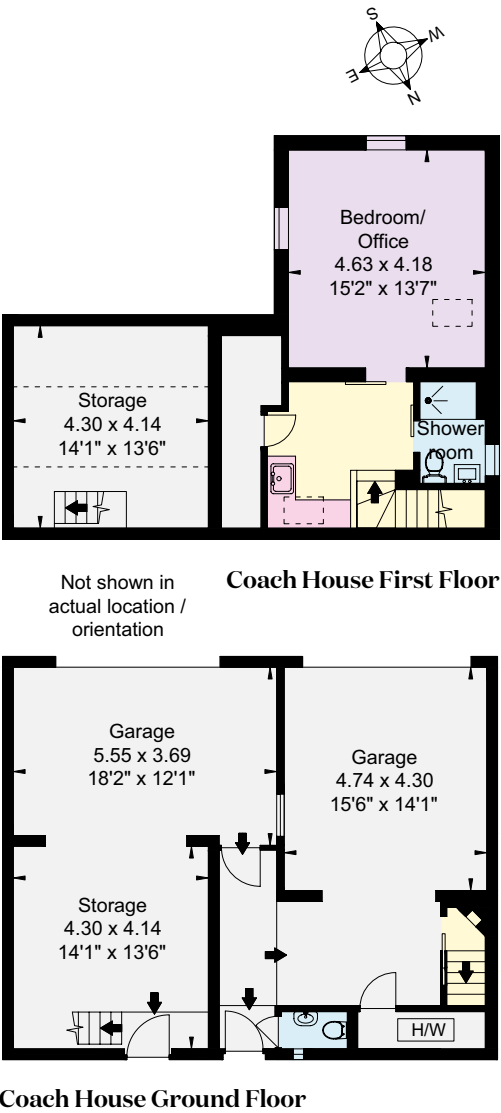 S
W
E
N
Bedroom/
Office
4.63 x 4.18
15'2" x 13'7"
Storage
4.30 x 4.14
14'1" x 13'6"
Shower
room
Not shown in
actual location /
orientation
Coach House First Floor
Garage
5.55 x 3.69
18'2" x 12'1"
Garage
4.74 x 4.30
15'6" x 14'1"
Storage
4.30 x 4.14
14'1" x 13'6"
H/W
Coach House Ground Floor